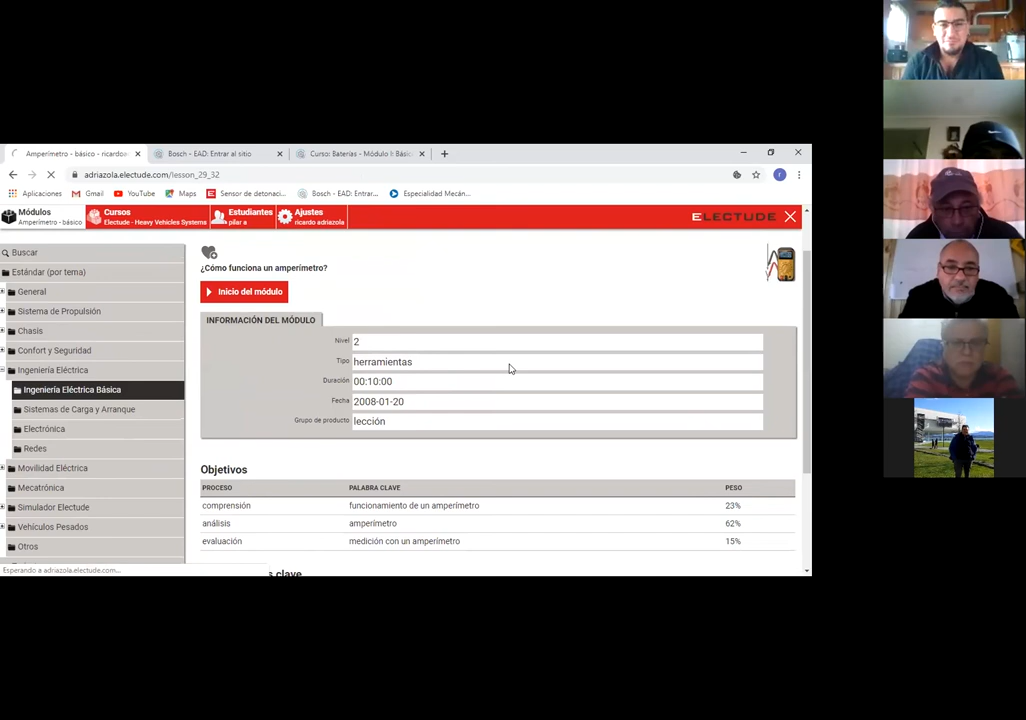 Amperímetro - básico - ricardoa
Bosch - EAD: Entrar al sitio
Curso: Baterías - Módulo I: Básic
adriazola.electude.com/lesson_29_32
r
Aplicaciones
Gmail
YouTube
Maps
Sensor de detonaci...
Bosch - EAD: Entrar...
Especialidad Mecán...
Módulos
Amperímetro - básico
Cursos
Electude - Heavy Vehicles Systems
Estudiantes
pilar a
Ajustes
ricardo adriazola
ELECTUDE
Buscar
Estándar (por tema)
General
Sistema de Propulsión
Chasis
Confort y Seguridad
Ingeniería Eléctrica
Ingeniería Eléctrica Básica
Sistemas de Carga y Arranque
Electrónica
Redes
Movilidad Eléctrica
Mecatrónica
Simulador Electude
Vehículos Pesados
Otros
Esperando a adriazola.electude.com...
¿Cómo funciona un amperímetro?
Inicio del módulo
INFORMACIÓN DEL MÓDULO
Nivel 2
Tipo herramientas
Duración 00:10:00
Fecha 2008-01-20
Grupo de producto lección
Objetivos
PROCESO PALABRA CLAVE PESO
comprensión funcionamiento de un amperímetro 23%
análisis amperímetro 62%
evaluación medición con un amperímetro 15%
s clave